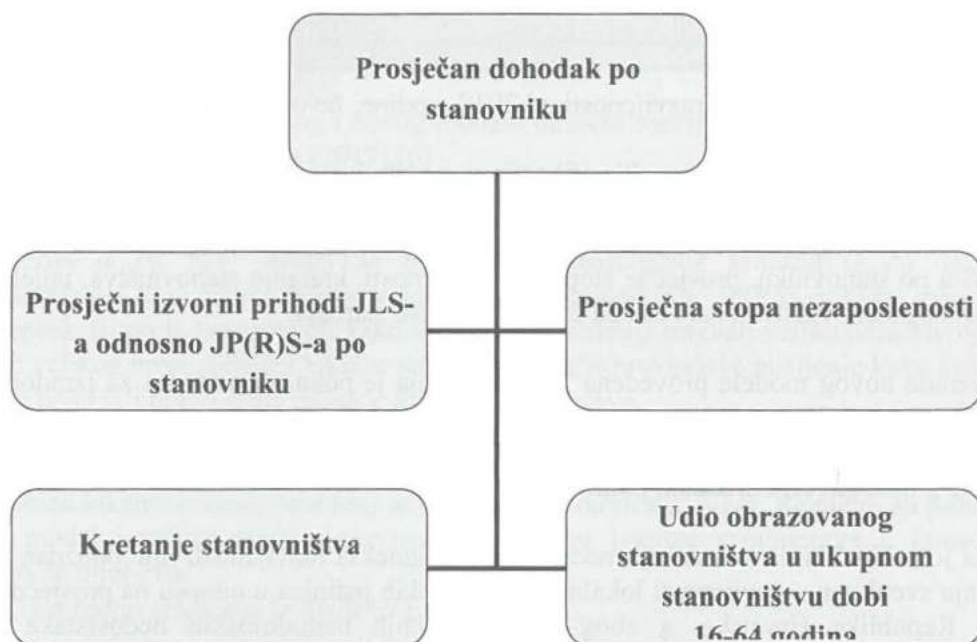 Prosječan dohodak po
stanovniku
Prosječni izvorni prihodi JLS-
a odnosno JP(R)S-a po
stanovniku
Prosječna stopa nezaposlenosti
Kretanje stanovništva
Udio obrazovanog
stanovništva u ukupnom
stanovništvu dobi
16-64 godina